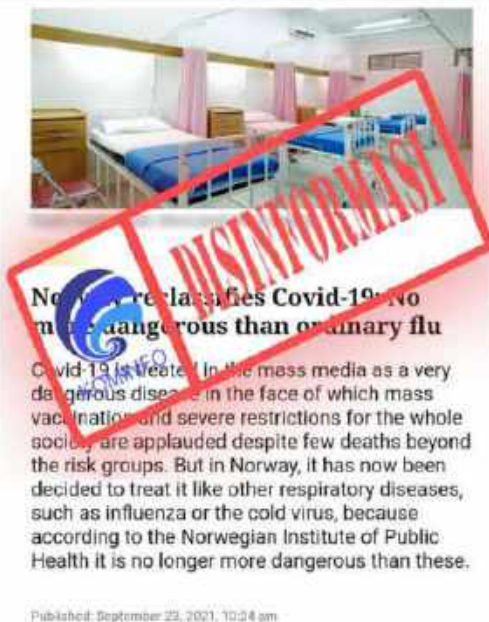 DISINFORMASI
KOMINFO
reclassifies Covid-19: No
dangerous than ordinary flu
Covid-19 is treated in the mass media as a very
dangerous disease in the face of which mass
vaccination and severe restrictions for the whole
society are applauded despite few deaths beyond
the risk groups. But in Norway, it has now been
decided to treat it like other respiratory diseases,
such as influenza or the cold virus, because
according to the Norwegian Institute of Public
Health it is no longer more dangerous than these.
Published: September 23, 2021, 10:24 pm